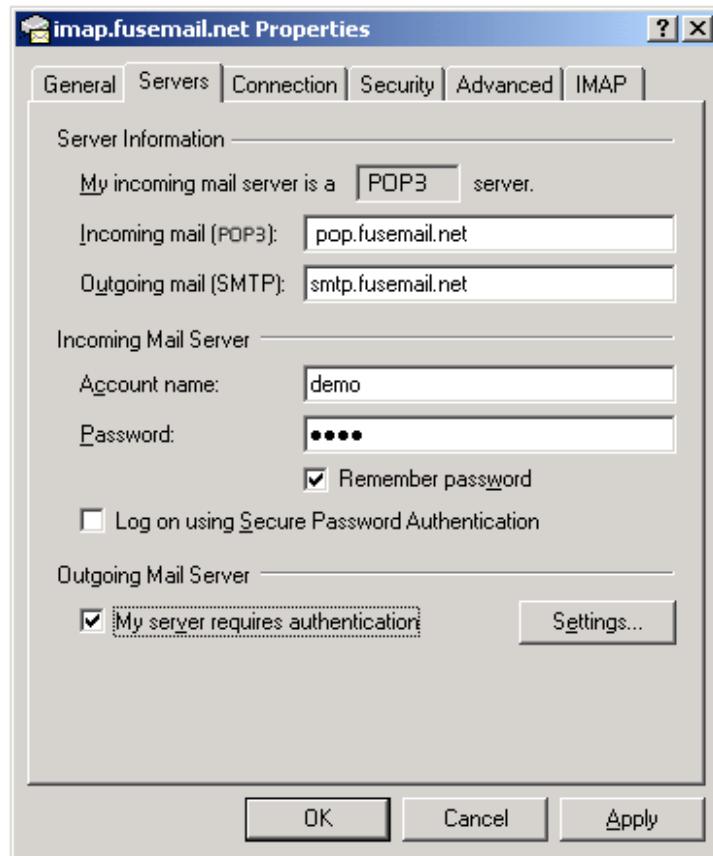 imap.fusemail.net Properties
General Servers Connection Security Advanced IMAP
Server Information
My incoming mail server is a POP3 server.
Incoming mail (POP3): pop.fusemail.net
Outgoing mail (SMTP): smtp.fusemail.net
Incoming Mail Server
Account name: demo
Password: ●●●●
Remember password
Log on using Secure Password Authentication
Outgoing Mail Server
My server requires authentication Settings...
OK Cancel Apply